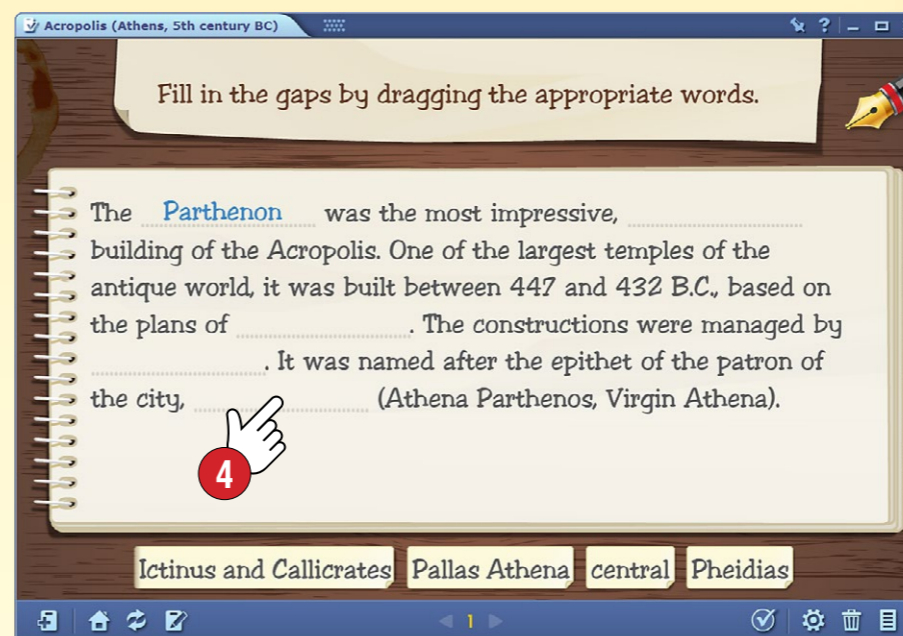 Acropolis (Athens, 5th century BC)
?
Fill in the gaps by dragging the appropriate words.
The Parthenon was the most impressive,
building of the Acropolis. One of the largest temples of the
antique world, it was built between 447 and 432 B.C., based on
the plans of . The constructions were managed by
. It was named after the epithet of the patron of
the city, (Athena Parthenos, Virgin Athena).
4
Ictinus and Callicrates Pallas Athena central Pheidias
1